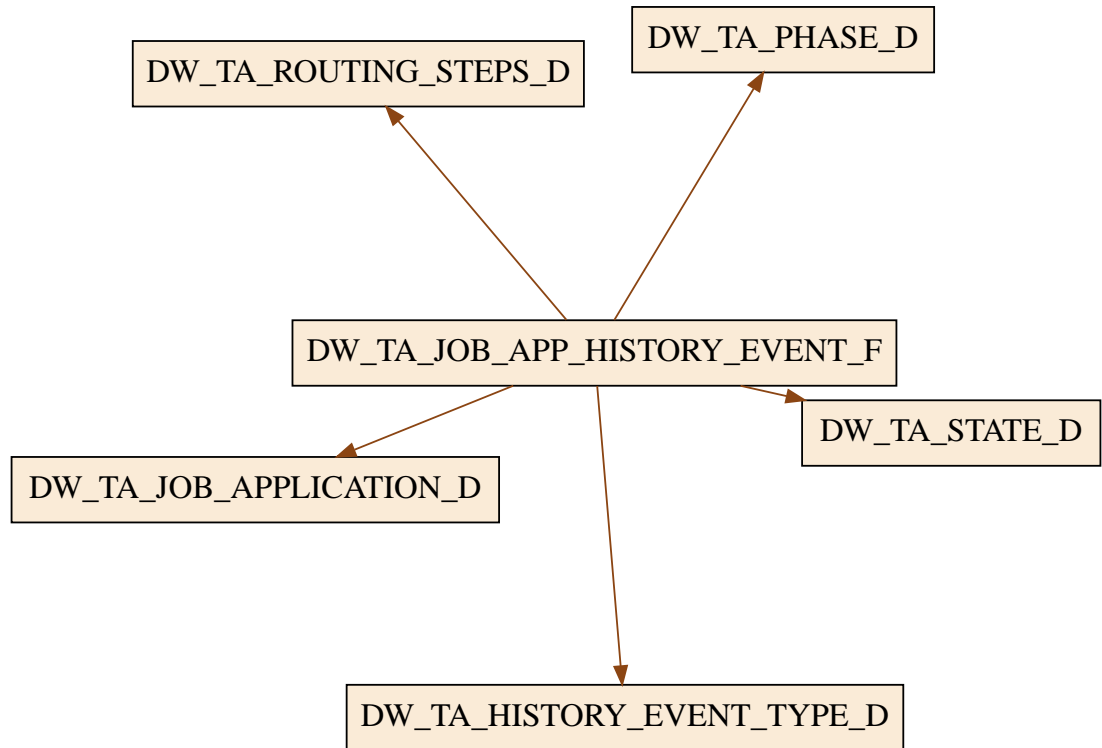 DW_TA_PHASE_D
DW_TA_ROUTING_STEPS_D
DW_TA_JOB_APP_HISTORY_EVENT_F
DW_TA_STATE_D
DW_TA_JOB_APPLICATION_D
DW_TA_HISTORY_EVENT_TYPE_D